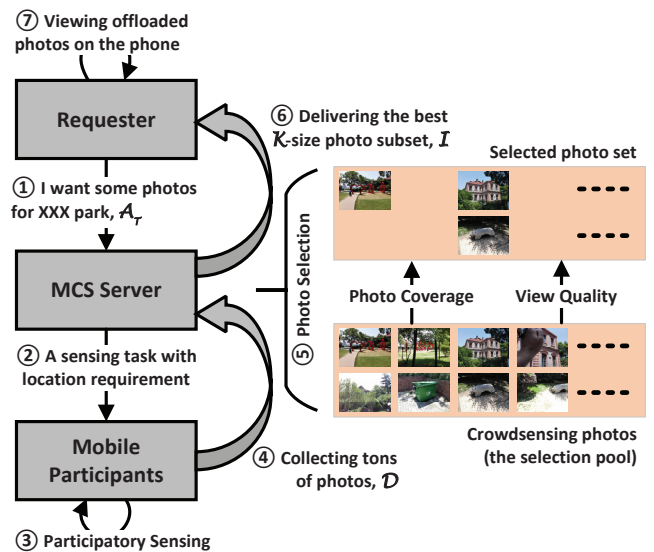 ⑦ Viewing offloaded
photos on the phone
Requester
① I want some photos
for XXX park, 𝒜_T
MCS Server
② A sensing task with
location requirement
Mobile
Participants
③ Participatory Sensing
④ Collecting tons
of photos, 𝒟
⑤ Photo Selection
⑥ Delivering the best
𝒦-size photo subset, 𝑰
Selected photo set
Photo Coverage
View Quality
Crowdsensing photos
(the selection pool)